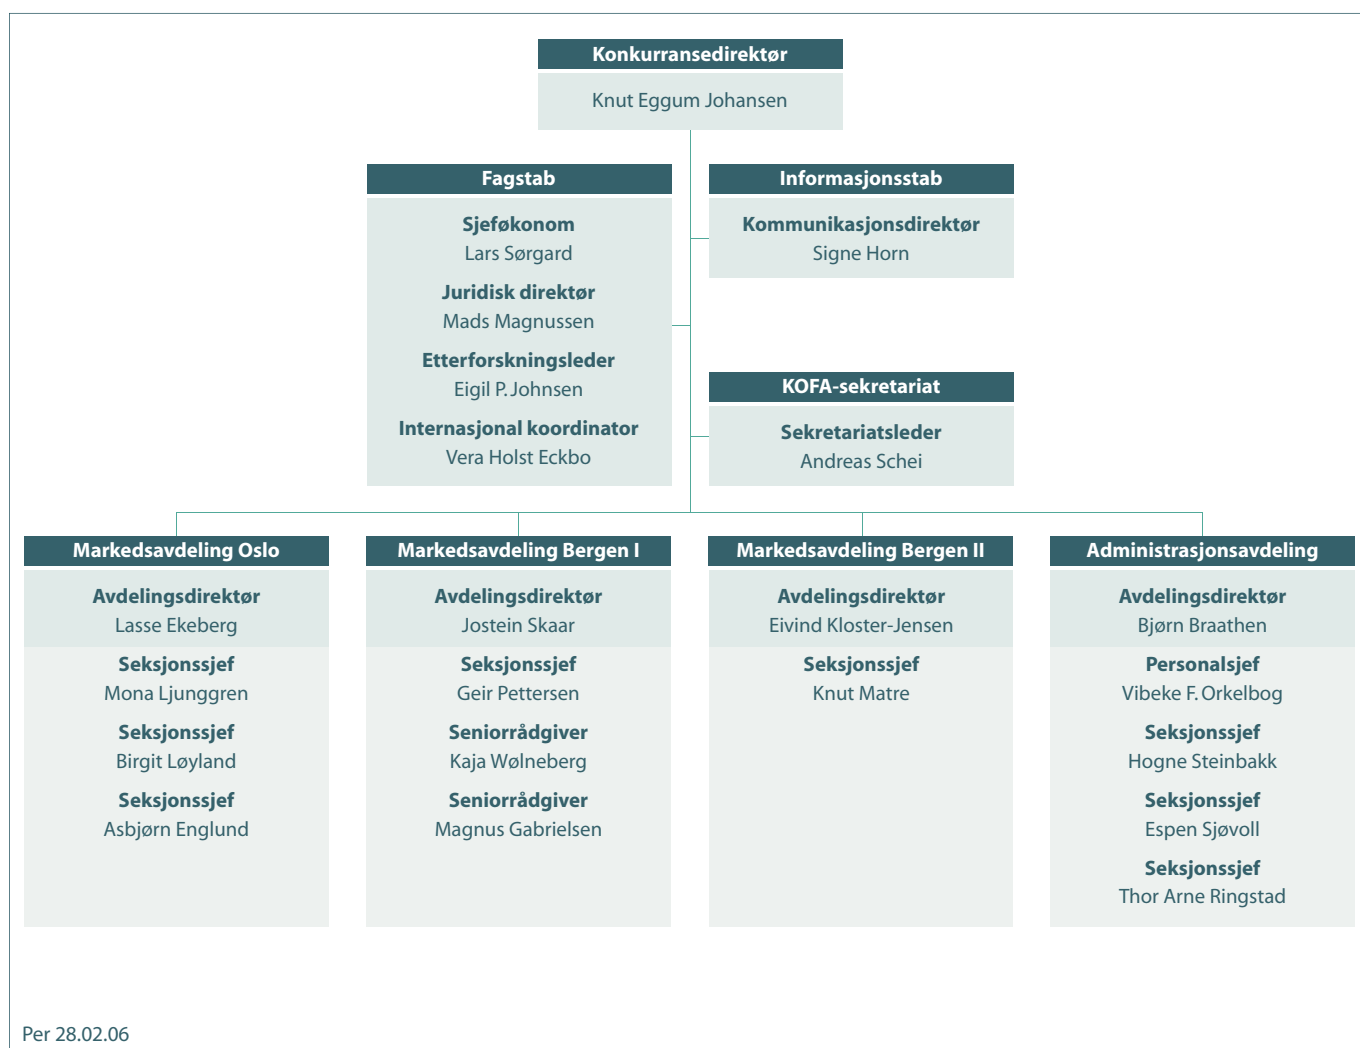 Konkurransedirektør
Knut Eggum Johansen
Fagstab
Sjeføkonom
Lars Sørgard
Juridisk direktør
Mads Magnussen
Etterforskningsleder
Eigil P. Johnsen
Internasjonal koordinator
Vera Holst Eckbo
Informasjonsstab
Kommunikasjonsdirektør
Signe Horn
KOFA-sekretariat
Sekretariatsleder
Andreas Schei
Markedsavdeling Oslo
Avdelingsdirektør
Lasse Ekeberg
Seksjonssjef
Mona Ljunggren
Seksjonssjef
Birgit Løyland
Seksjonssjef
Asbjørn Englund
Markedsavdeling Bergen I
Avdelingsdirektør
Jostein Skaar
Seksjonssjef
Geir Pettersen
Seniorrådgiver
Kaja Wølneberg
Seniorrådgiver
Magnus Gabrielsen
Markedsavdeling Bergen II
Avdelingsdirektør
Eivind Kloster-Jensen
Seksjonssjef
Knut Matre
Administrasjonsavdeling
Avdelingsdirektør
Bjørn Braathen
Personalsjef
Vibeke F. Orkelbog
Seksjonssjef
Hogne Steinbakk
Seksjonssjef
Espen Sjøvoll
Seksjonssjef
Thor Arne Ringstad
Per 28.02.06